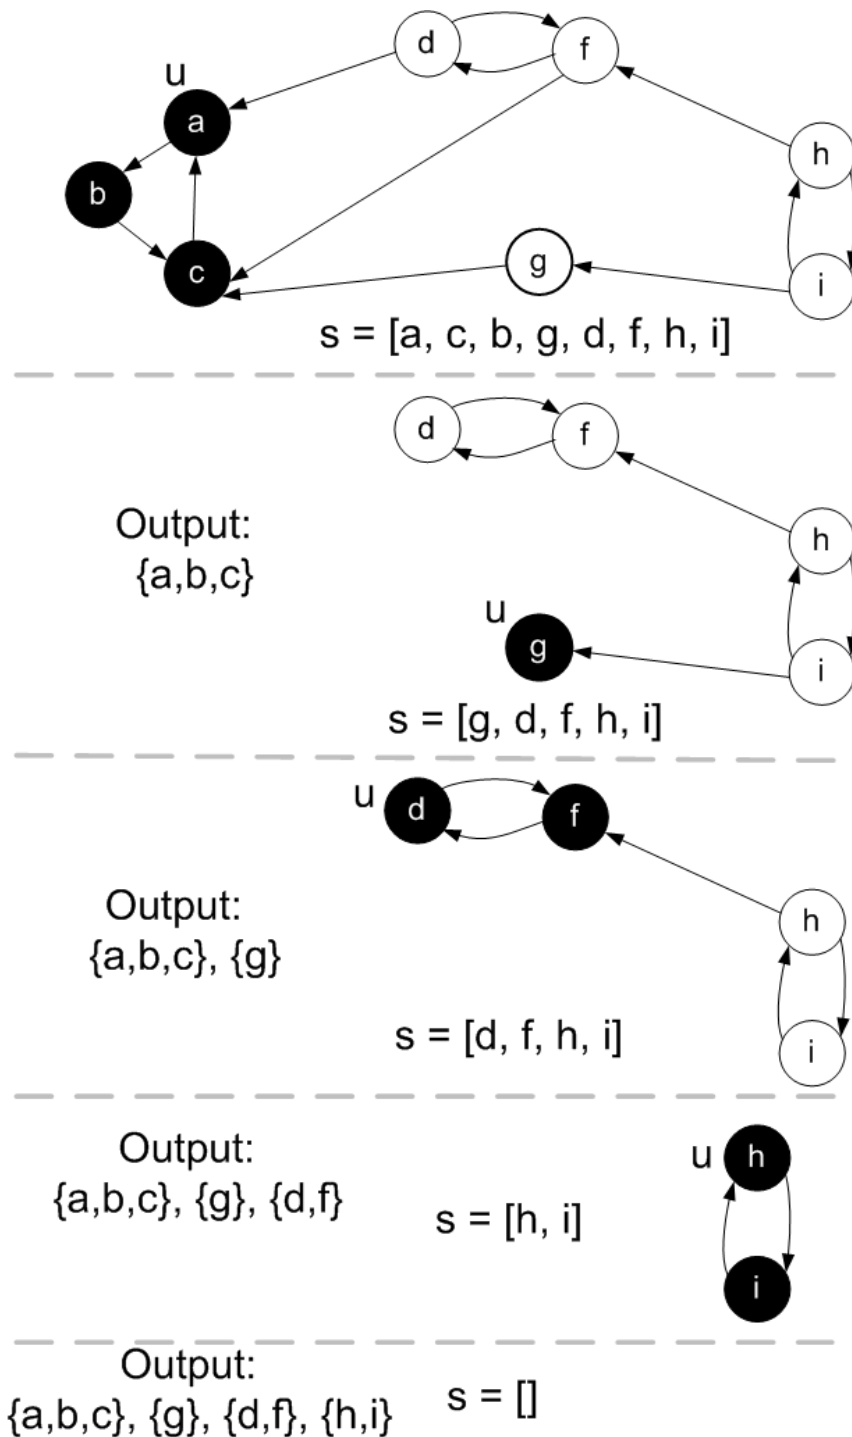 d
f
u
a
h
b
c
g
i
s = [a, c, b, g, d, f, h, i]
d
f
Output:
{a,b,c}
h
u
g
i
s = [g, d, f, h, i]
u
d
f
Output:
{a,b,c}, {g}
h
s = [d, f, h, i]
i
Output:
{a,b,c}, {g}, {d,f}
u
h
s = [h, i]
i
Output:
{a,b,c}, {g}, {d,f}, {h,i}
s = []